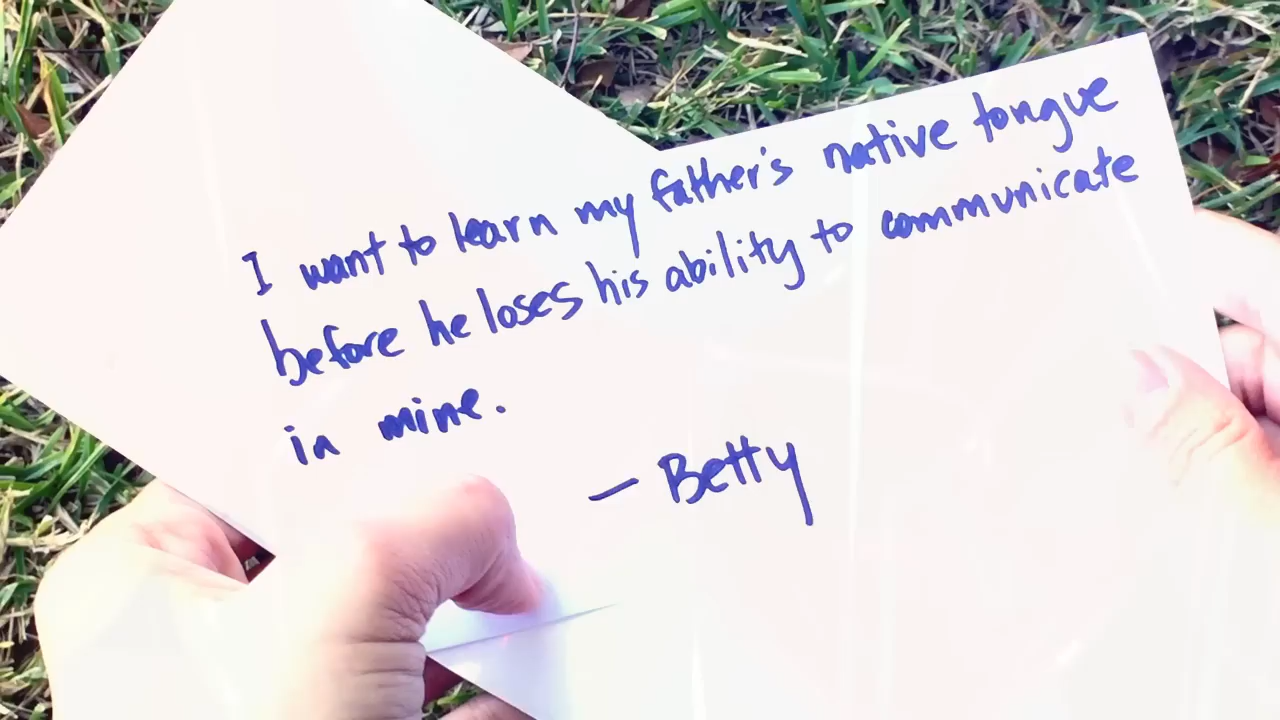 I want to learn my father's native tongue
before he loses his ability to communicate
in mine.
— Betty